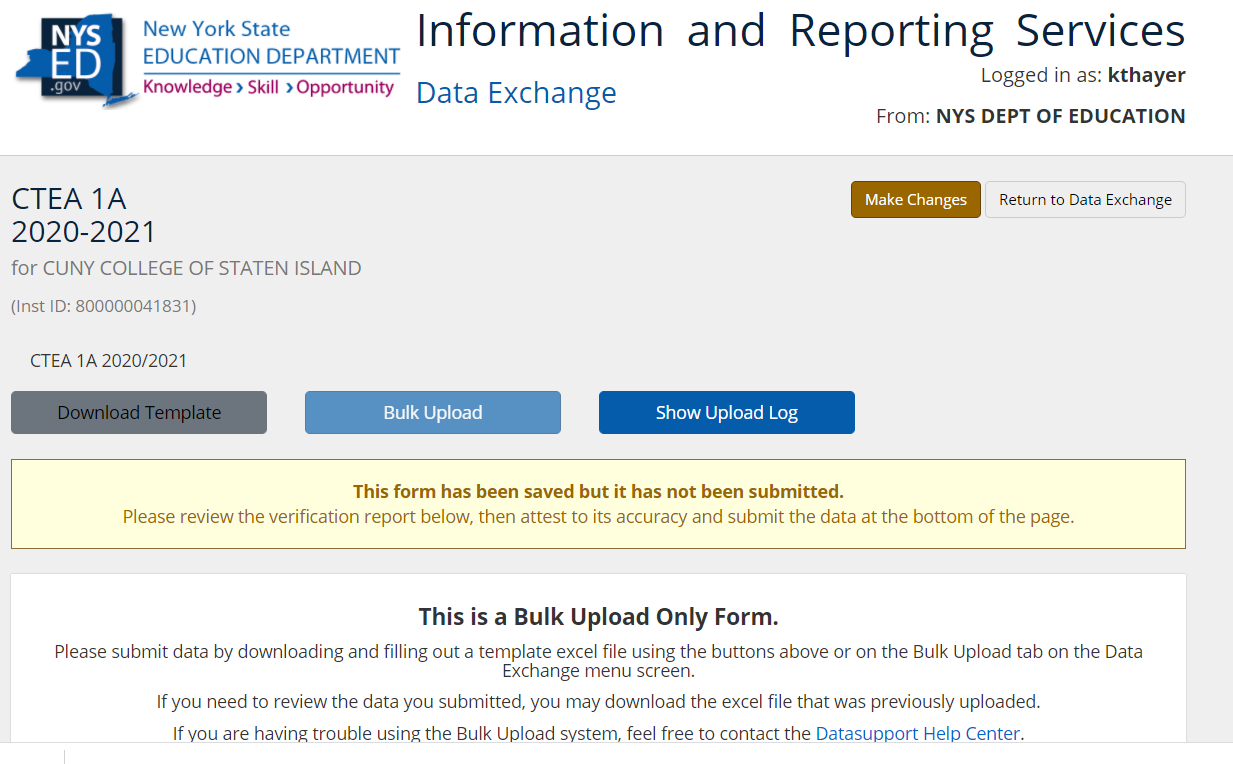 NYS
ED
.gov
New York State
EDUCATION DEPARTMENT
Knowledge › Skill › Opportunity
Information and Reporting Services
Data Exchange
Logged in as: kthayer
From: NYS DEPT OF EDUCATION
CTEA 1A
2020-2021
Make Changes
Return to Data Exchange
for CUNY COLLEGE OF STATEN ISLAND
(Inst ID: 800000041831)
CTEA 1A 2020/2021
Download Template
Bulk Upload
Show Upload Log
This form has been saved but it has not been submitted.
Please review the verification report below, then attest to its accuracy and submit the data at the bottom of the page.
This is a Bulk Upload Only Form.
Please submit data by downloading and filling out a template excel file using the buttons above or on the Bulk Upload tab on the Data
Exchange menu screen.
If you need to review the data you submitted, you may download the excel file that was previously uploaded.
If you are having trouble using the Bulk Upload system, feel free to contact the Datasupport Help Center.